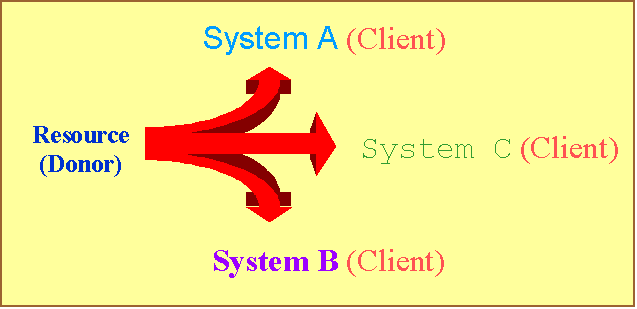 System A (Client)
Resource
(Donor)
System C (Client)
System B (Client)